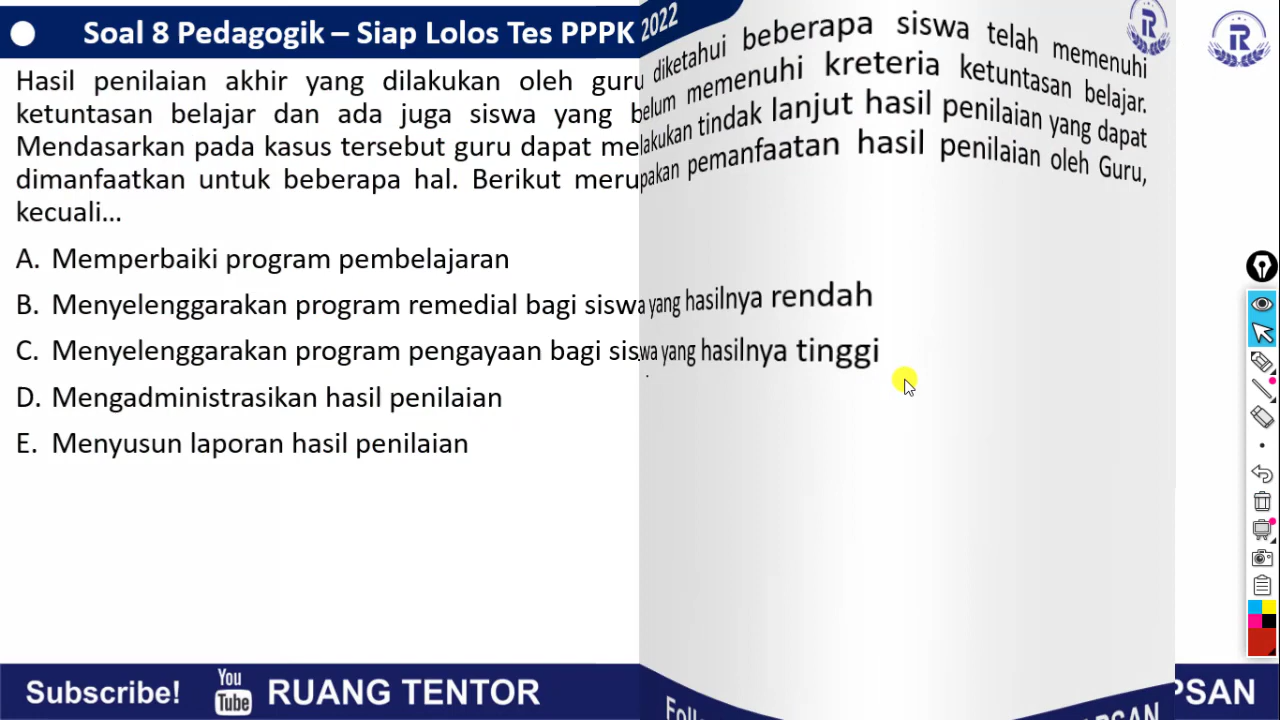 Soal 8 Pedagogik – Siap Lolos Tes PPPK 2022
Hasil penilaian akhir yang dilakukan oleh guru diketahui beberapa siswa telah memenuhi
ketuntasan belajar dan ada juga siswa yang belum memenuhi kreteria ketuntasan belajar.
Mendasarkan pada kasus tersebut guru dapat melakukan tindak lanjut hasil penilaian yang dapat
dimanfaatkan untuk beberapa hal. Berikut merupakan pemanfaatan hasil penilaian oleh Guru,
kecuali...
A. Memperbaiki program pembelajaran
B. Menyelenggarakan program remedial bagi siswa yang hasilnya rendah
C. Menyelenggarakan program pengayaan bagi siswa yang hasilnya tinggi
D. Mengadministrasikan hasil penilaian
E. Menyusun laporan hasil penilaian
Subscribe! You Tube RUANG TENTOR